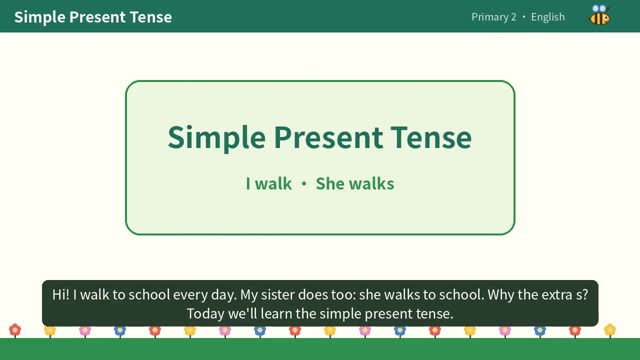 Simple Present Tense
Primary 2 • English
Simple Present Tense
I walk • She walks
Hi! I walk to school every day. My sister does too: she walks to school. Why the extra s?
Today we'll learn the simple present tense.